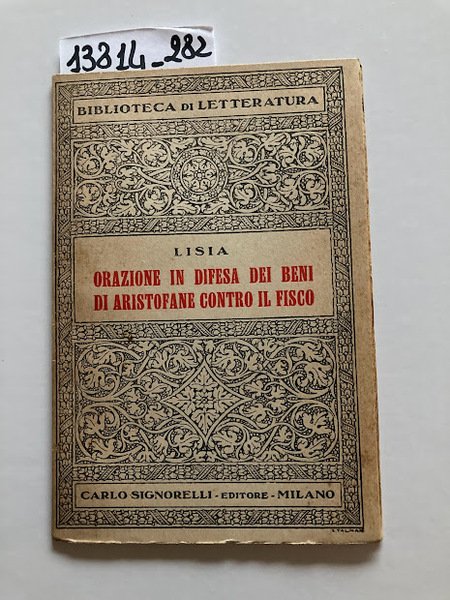 13814_282
BIBLIOTECA DI LETTERATURA
LISIA
ORAZIONE IN DIFESA DEI BENI
DI ARISTOFANE CONTRO IL FISCO
CARLO SIGNORELLI - EDITORE - MILANO